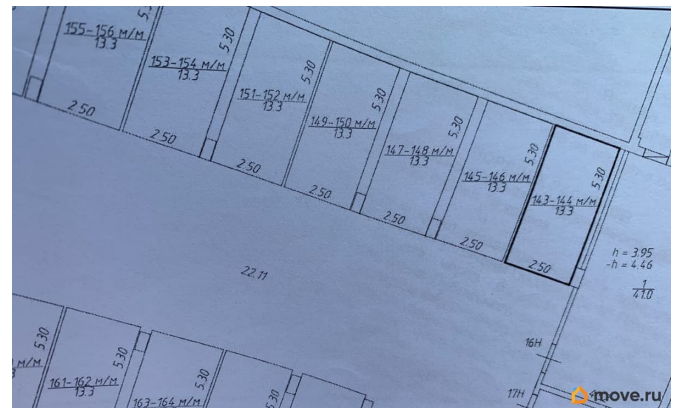 155-156 м/м
13.3
5.30
2.50
153-154 м/м
13.3
5.30
2.50
151-152 м/м
13.3
5.30
2.50
149-150 м/м
13.3
5.30
2.50
147-148 м/м
13.3
5.30
2.50
145-146 м/м
13.3
5.30
2.50
143-144 м/м
13.3
5.30
2.50
h = 3.95
-h = 4.46
1
41.0
22.11
16Н
17Н
м/м
5.30
161-162 м/м
13.3
5.30
163-164 м/м
5.30
5.30
move.ru